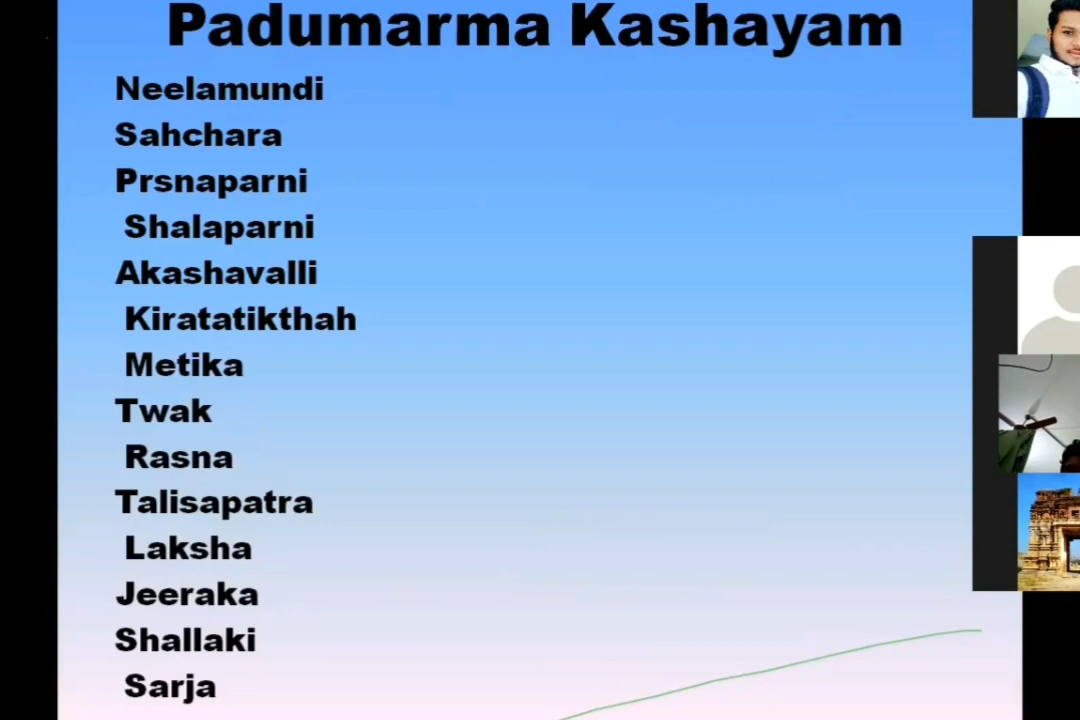 Padumarma Kashayam
Neelamundi
Sahchara
Prsnaparni
Shalaparni
Akashavalli
Kiratatikthah
Metika
Twak
Rasna
Talisapatra
Laksha
Jeeraka
Shallaki
Sarja